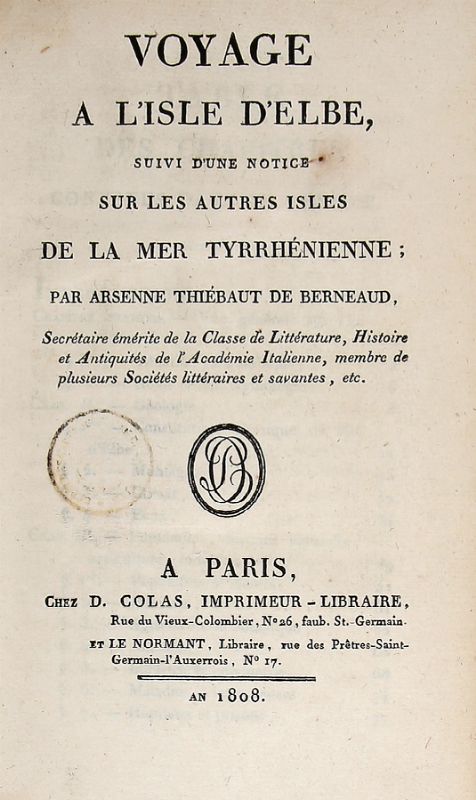 VOYAGE
A L'ISLE D'ELBE,
SUIVI D'UNE NOTICE
SUR LES AUTRES ISLES
DE LA MER TYRRHÉNIENNE ;
PAR ARSENNE THIÉBAUT DE BERNEAUD,
Secrétaire émérite de la Classe de Littérature, Histoire
et Antiquités de l'Académie Italienne, membre de
plusieurs Sociétés littéraires et savantes, etc.
A PARIS,
CHEZ D. COLAS, IMPRIMEUR-LIBRAIRE,
Rue du Vieux-Colombier, N° 26, faub. St.-Germain.
ET LE NORMANT, Libraire, rue des Prêtres-Saint-
Germain-l'Auxerrois, N° 17.
AN 1808.